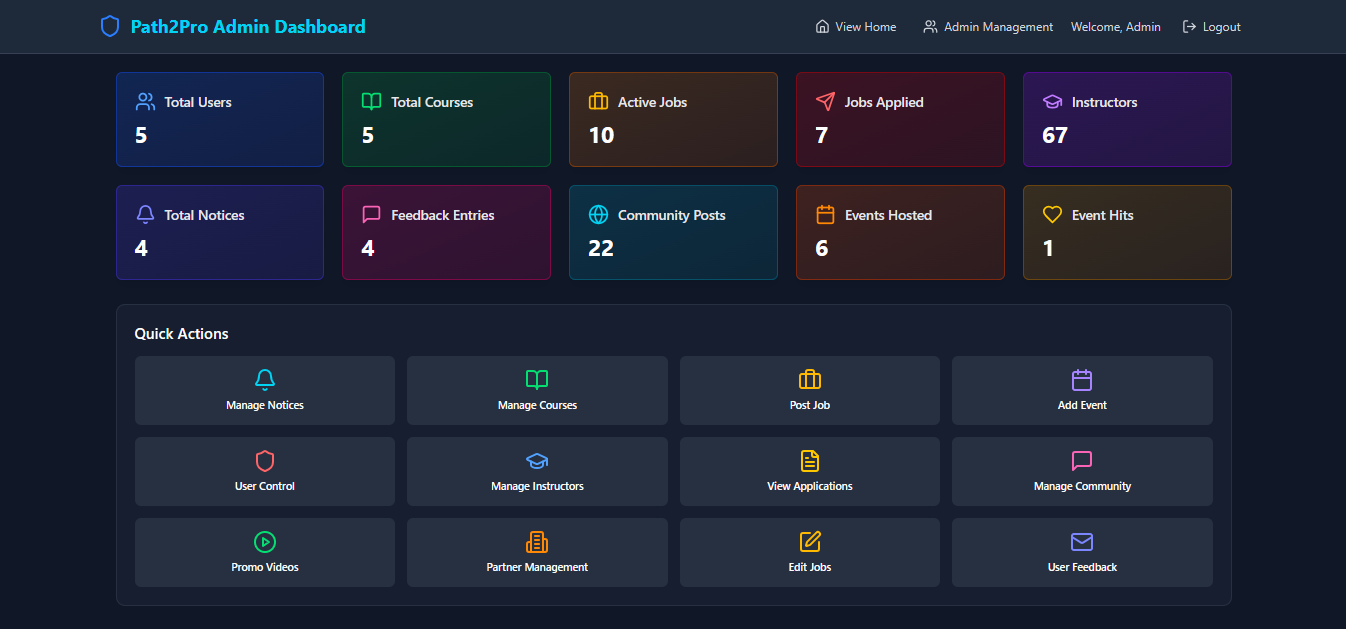 Path2Pro Admin Dashboard
View Home
Admin Management
Welcome, Admin
Logout
Total Users
5
Total Courses
5
Active Jobs
10
Jobs Applied
7
Instructors
67
Total Notices
4
Feedback Entries
4
Community Posts
22
Events Hosted
6
Event Hits
1
Quick Actions
Manage Notices
Manage Courses
Post Job
Add Event
User Control
Manage Instructors
View Applications
Manage Community
Promo Videos
Partner Management
Edit Jobs
User Feedback